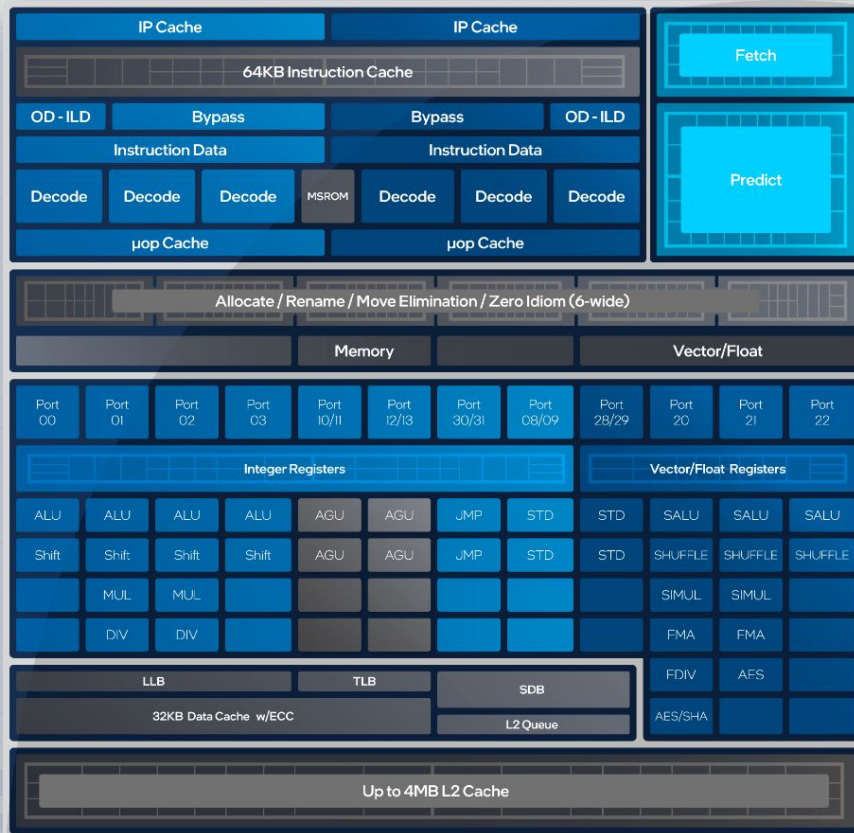 IP Cache IP Cache
Fetch
64KB Instruction Cache
OD - ILD Bypass Bypass OD - ILD
Instruction Data Instruction Data
Predict
Decode Decode Decode MSROM Decode Decode Decode
µop Cache µop Cache
Allocate / Rename / Move Elimination / Zero Idiom (6-wide)
Memory Vector/Float
Port 00 Port 01 Port 02 Port 03 Port 10/11 Port 12/13 Port 30/31 Port 08/09 Port 28/29 Port 20 Port 21 Port 22
Integer Registers Vector/Float Registers
ALU ALU ALU ALU AGU AGU JMP STD STD SALU SALU SALU
Shift Shift Shift Shift AGU AGU JMP STD STD SHUFFLE SHUFFLE SHUFFLE
MUL MUL SIMUL SIMUL
DIV DIV FMA FMA
LLB TLB SDB FDIV AES
32KB Data Cache w/ECC L2 Queue AES/SHA
Up to 4MB L2 Cache